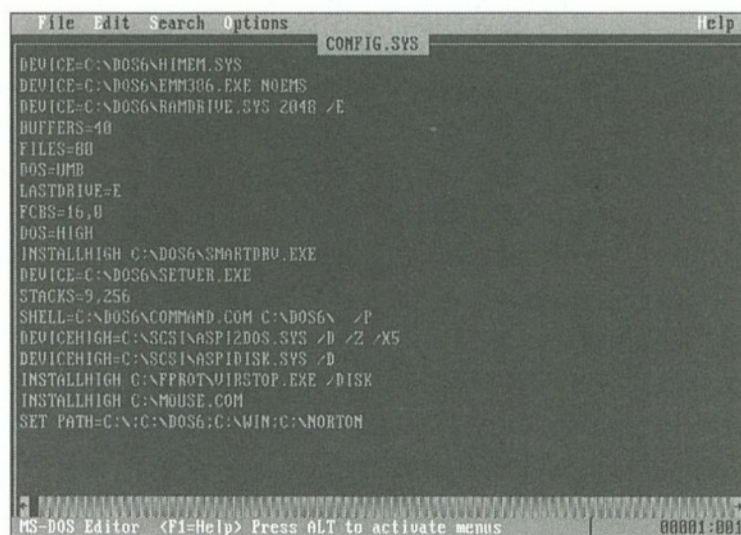 File Edit Search Options Help
CONFIG.SYS
DEVICE=C:\DOS6\HIMEM.SYS
DEVICE=C:\DOS6\EMM386.EXE NOEMS
DEVICE=C:\DOS6\RAMDRIVE.SYS 2048 /E
BUFFERS=40
FILES=80
DOS=UMB
LASTDRIVE=E
FCBS=16,0
DOS=HIGH
INSTALLHIGH C:\DOS6\SMARTDRV.EXE
DEVICE=C:\DOS6\SETVER.EXE
STACKS=9,256
SHELL=C:\DOS6\COMMAND.COM C:\DOS6\ /P
DEVICEHIGH=C:\SCSI\ASPI2DOS.SYS /D /Z /X5
DEVICEHIGH=C:\SCSI\ASPIDISK.SYS /D
INSTALLHIGH C:\FPROT\VIRSTOP.EXE /DISK
INSTALLHIGH C:\MOUSE.COM
SET PATH=C:\;C:\DOS6;C:\WIN;C:\NORTON
MS-DOS Editor <F1=Help> Press ALT to activate menus 00001:001